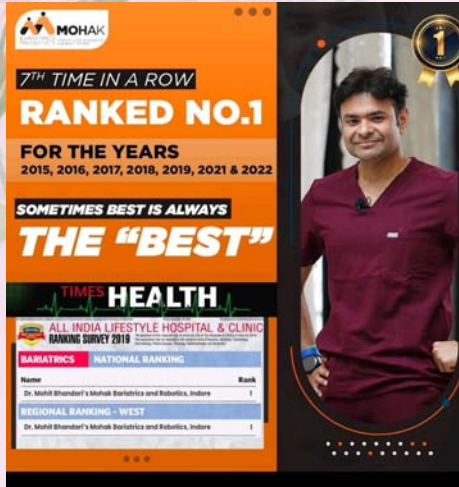 MOHAK
7TH TIME IN A ROW
RANKED NO.1
FOR THE YEARS
2015, 2016, 2017, 2018, 2019, 2021 & 2022
SOMETIMES BEST IS ALWAYS
THE “BEST”
TIMES HEALTH
ALL INDIA LIFESTYLE HOSPITAL & CLINIC
RANKING SURVEY 2019
BARIATRICS NATIONAL RANKING
Name Rank
Dr. Mohit Bhandari's Mohak Bariatrics and Robotics, Indore 1
REGIONAL RANKING - WEST
Dr. Mohit Bhandari's Mohak Bariatrics and Robotics, Indore 1
1